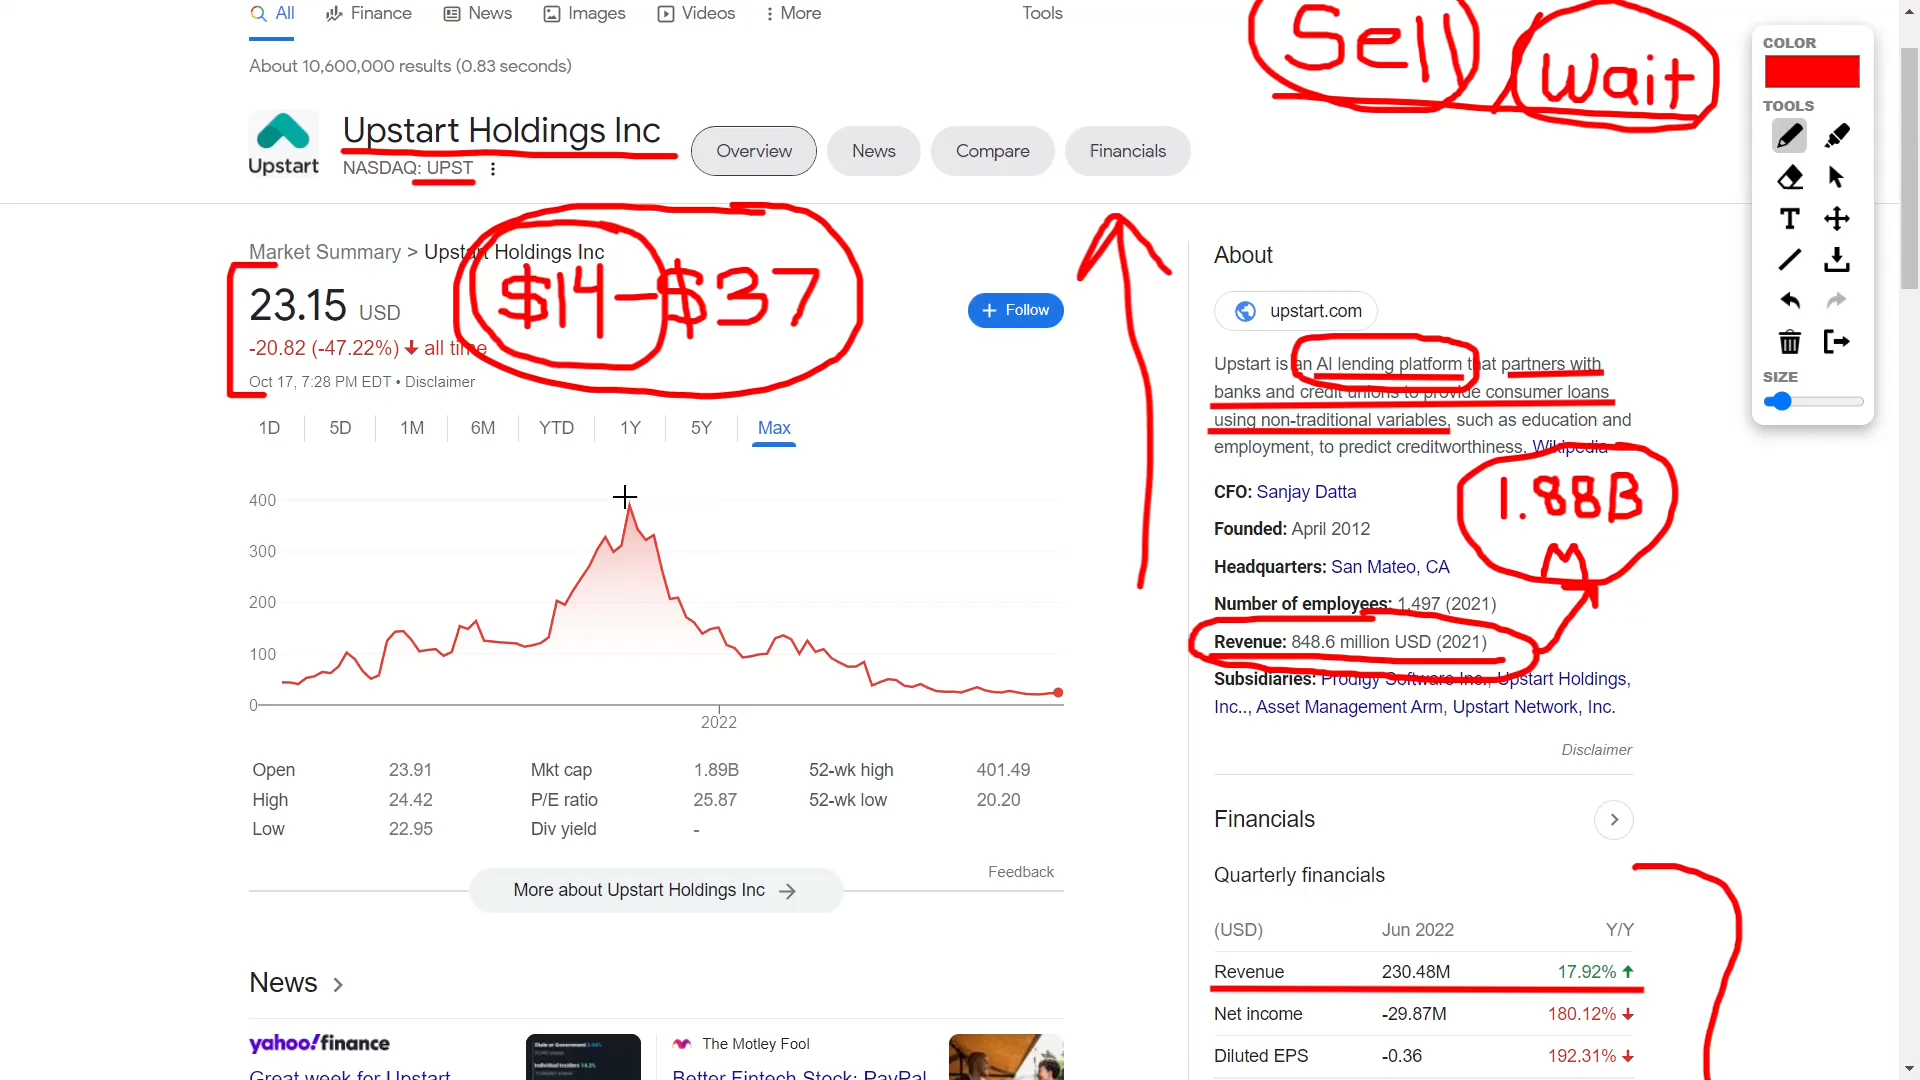 All Finance News Images Videos More Tools
Sell
Wait
About 10,600,000 results (0.83 seconds)
Upstart
Upstart Holdings Inc
NASDAQ: UPST
Overview News Compare Financials
Market Summary > Upstart Holdings Inc
$14-$37
23.15 USD
-20.82 (-47.22%) all time
Oct 17, 7:28 PM EDT • Disclaimer
+ Follow
1D 5D 1M 6M YTD 1Y 5Y Max
400
300
200
100
0
2022
Open 23.91 Mkt cap 1.89B 52-wk high 401.49
High 24.42 P/E ratio 25.87 52-wk low 20.20
Low 22.95 Div yield -
Feedback
More about Upstart Holdings Inc
News
yahoo!finance
Great week for Upstart
The Motley Fool
Better Fintech Stock: PayPal
About
upstart.com
Upstart is an AI lending platform that partners with
banks and credit unions to provide consumer loans
using non-traditional variables, such as education and
employment, to predict creditworthiness. Wikipedia
1.88B
M
CFO: Sanjay Datta
Founded: April 2012
Headquarters: San Mateo, CA
Number of employees: 1,497 (2021)
Revenue: 848.6 million USD (2021)
Subsidiaries: Prodigy Software Inc., Upstart Holdings,
Inc.., Asset Management Arm, Upstart Network, Inc.
Disclaimer
Financials
Quarterly financials
(USD) Jun 2022 Y/Y
Revenue 230.48M 17.92%
Net income -29.87M 180.12%
Diluted EPS -0.36 192.31%
COLOR
TOOLS
T
SIZE